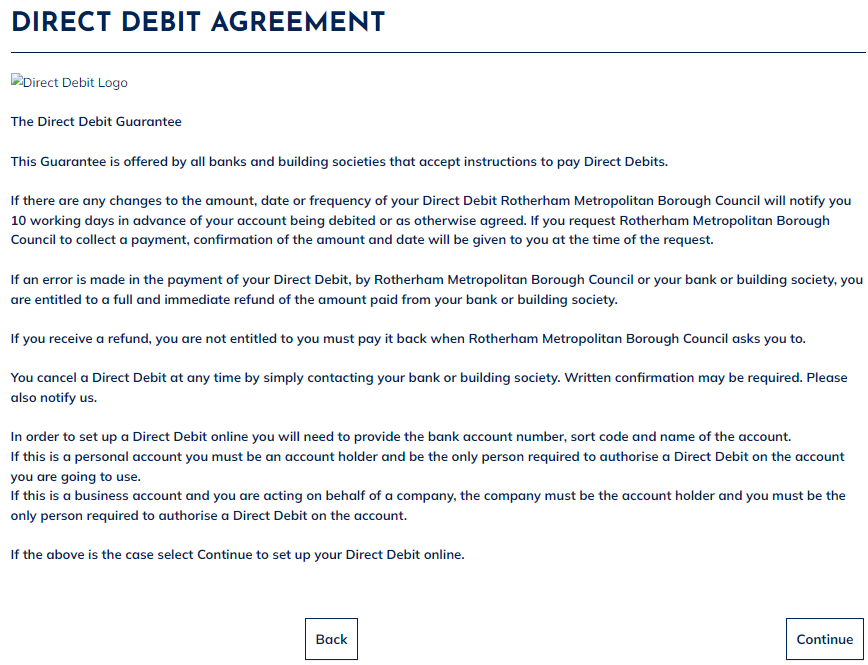 DIRECT DEBIT AGREEMENT
Direct Debit Logo
The Direct Debit Guarantee
This Guarantee is offered by all banks and building societies that accept instructions to pay Direct Debits.
If there are any changes to the amount, date or frequency of your Direct Debit Rotherham Metropolitan Borough Council will notify you
10 working days in advance of your account being debited or as otherwise agreed. If you request Rotherham Metropolitan Borough
Council to collect a payment, confirmation of the amount and date will be given to you at the time of the request.
If an error is made in the payment of your Direct Debit, by Rotherham Metropolitan Borough Council or your bank or building society, you
are entitled to a full and immediate refund of the amount paid from your bank or building society.
If you receive a refund, you are not entitled to you must pay it back when Rotherham Metropolitan Borough Council asks you to.
You cancel a Direct Debit at any time by simply contacting your bank or building society. Written confirmation may be required. Please
also notify us.
In order to set up a Direct Debit online you will need to provide the bank account number, sort code and name of the account.
If this is a personal account you must be an account holder and be the only person required to authorise a Direct Debit on the account
you are going to use.
If this is a business account and you are acting on behalf of a company, the company must be the account holder and you must be the
only person required to authorise a Direct Debit on the account.
If the above is the case select Continue to set up your Direct Debit online.
Back
Continue